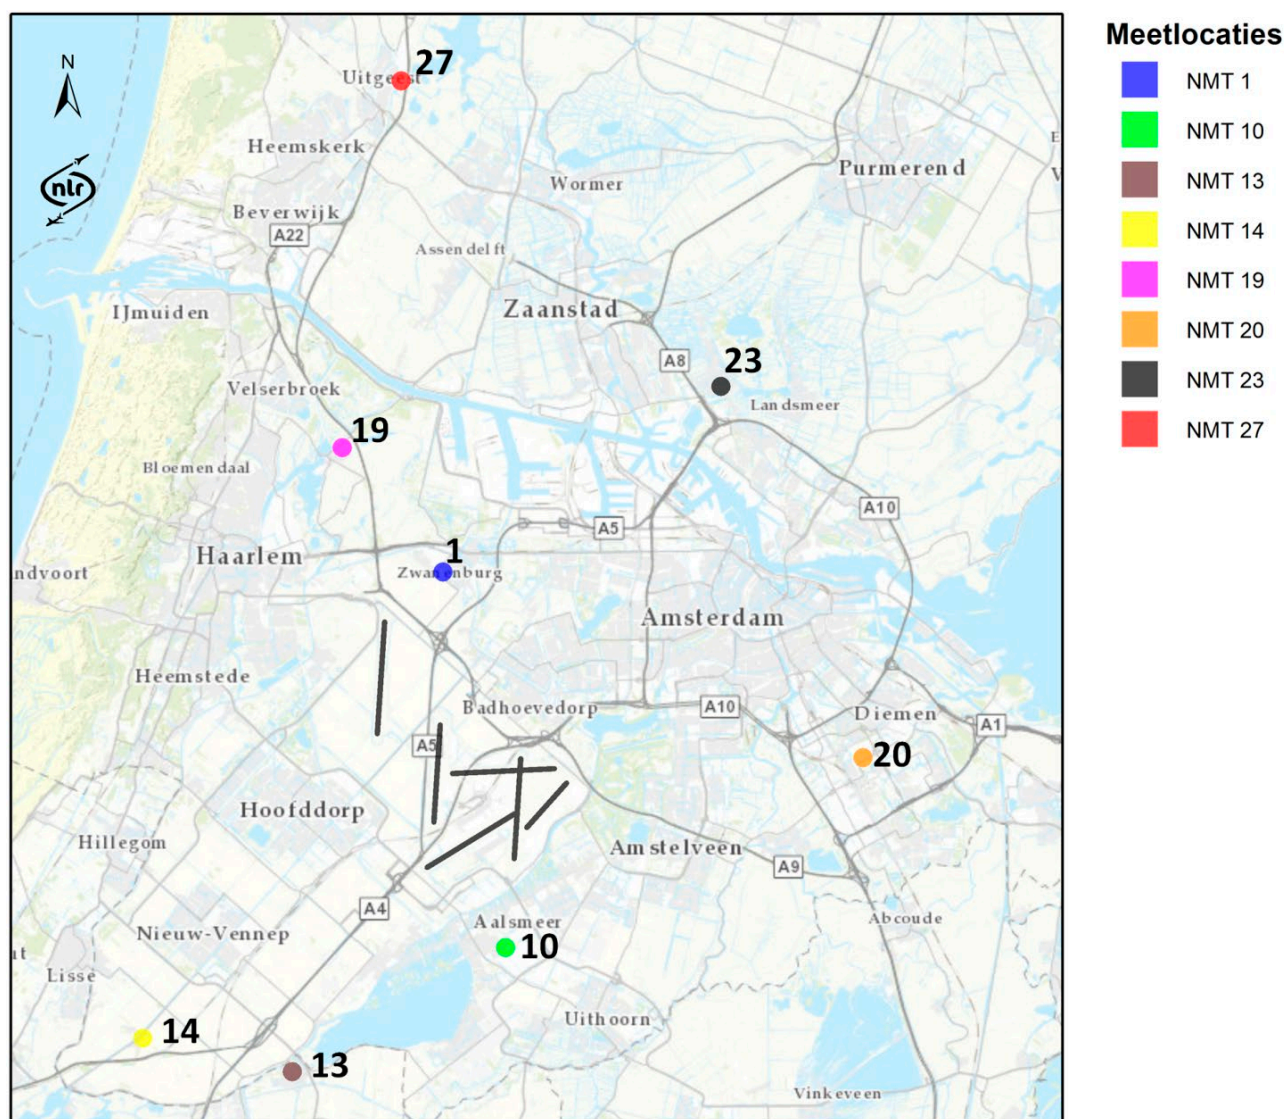 Meetlocaties
NMT 1
NMT 10
NMT 13
NMT 14
NMT 19
NMT 20
NMT 23
NMT 27
N
nlr
27
Uitgeest
Heemskerk
Wormer
Purmerend
Beverwijk
A22
Assendelft
IJmuiden
Zaanstad
A8
23
Velserbroek
Landsmeer
19
Bloemendaal
A10
A5
1
Haarlem
Zwanenburg
ndvoort
Amsterdam
Heemstede
Badhoevedorp
A10
Diemen
A1
A5
20
Hoofddorp
Hillegom
Amstelveen
A9
A4
Aalsmeer
Abcoude
Nieuw-Vennep
10
Lisse
14
Uithoorn
13
Vinkeveen